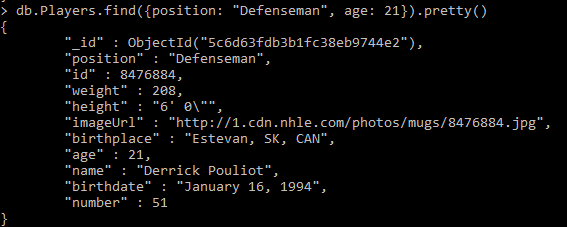 > db.Players.find({position: "Defenseman", age: 21}).pretty()
{
        "_id" : ObjectId("5c6d63fdb3b1fc38eb9744e2"),
        "position" : "Defenseman",
        "id" : 8476884,
        "weight" : 208,
        "height" : "6' 0\"",
        "imageUrl" : "http://1.cdn.nhle.com/photos/mugs/8476884.jpg",
        "birthplace" : "Estevan, SK, CAN",
        "age" : 21,
        "name" : "Derrick Pouliot",
        "birthdate" : "January 16, 1994",
        "number" : 51
}